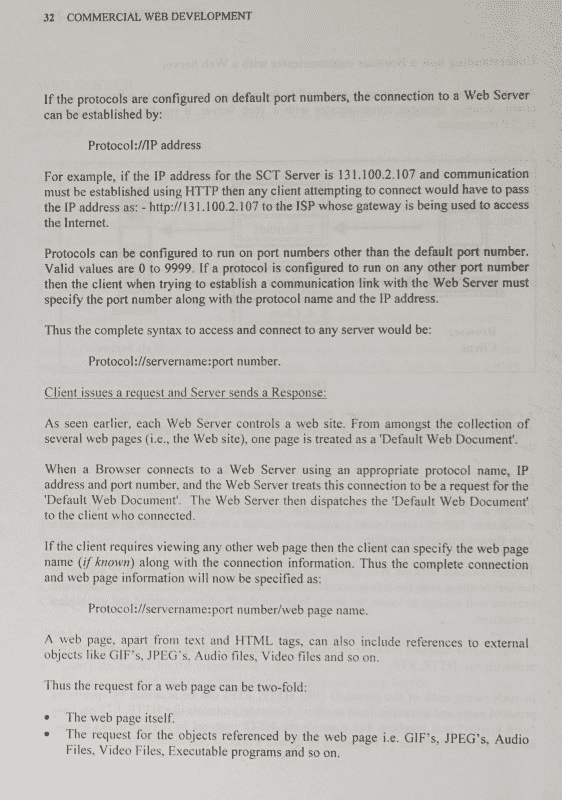 32 COMMERCIAL WEB DEVELOPMENT
If the protocols are configured on default port numbers, the connection to a Web Server
can be established by:
Protocol://IP address
For example, if the IP address for the SCT Server is 131.100.2.107 and communication
must be established using HTTP then any client attempting to connect would have to pass
the IP address as: - http://131.100.2.107 to the ISP whose gateway is being used to access
the Internet.
Protocols can be configured to run on port numbers other than the default port number.
Valid values are 0 to 9999. If a protocol is configured to run on any other port number
then the client when trying to establish a communication link with the Web Server must
specify the port number along with the protocol name and the IP address.
Thus the complete syntax to access and connect to any server would be:
Protocol://servername:port number.
Client issues a request and Server sends a Response:
As seen earlier, each Web Server controls a web site. From amongst the collection of
several web pages (i.e., the Web site), one page is treated as a 'Default Web Document'.
When a Browser connects to a Web Server using an appropriate protocol name, IP
address and port number, and the Web Server treats this connection to be a request for the
'Default Web Document'. The Web Server then dispatches the 'Default Web Document'
to the client who connected.
If the client requires viewing any other web page then the client can specify the web page
name (if known) along with the connection information. Thus the complete connection
and web page information will now be specified as:
Protocol://servername:port number/web page name.
A web page, apart from text and HTML tags, can also include references to external
objects like GIF's, JPEG's, Audio files, Video files and so on.
Thus the request for a web page can be two-fold:
• The web page itself.
• The request for the objects referenced by the web page i.e. GIF's, JPEG's, Audio
Files, Video Files, Executable programs and so on.